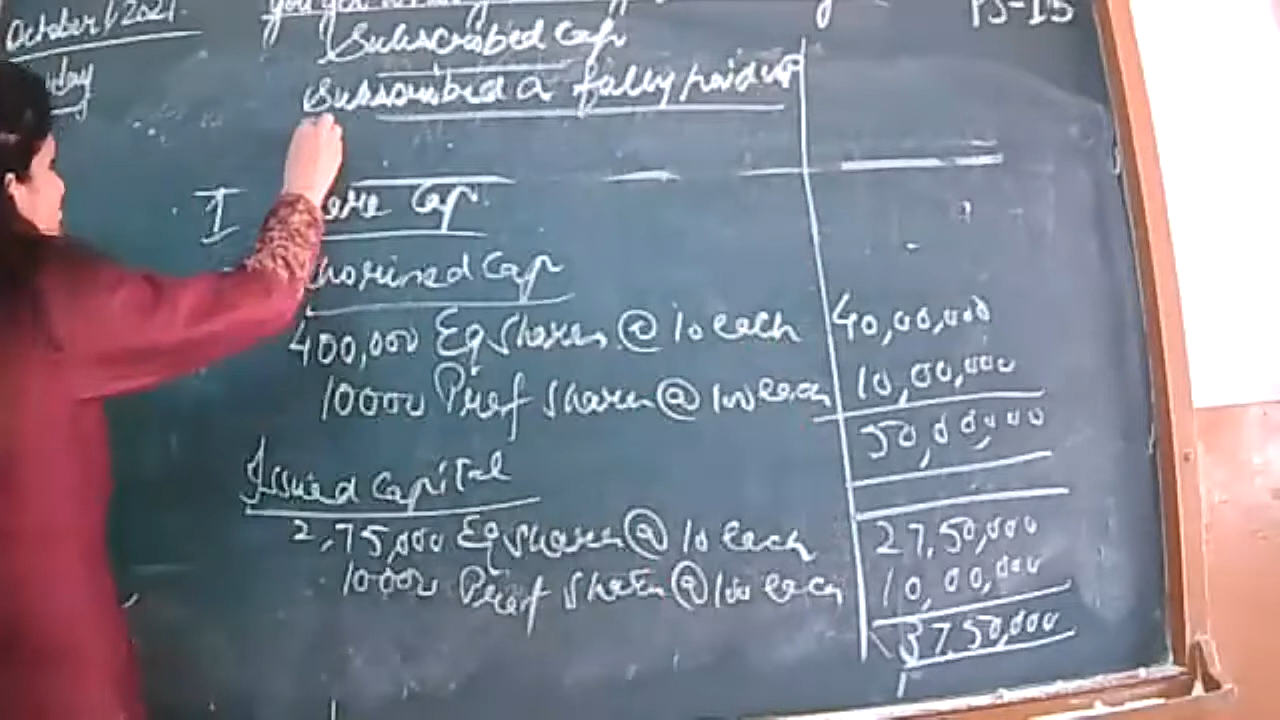 October/2021
PS-15
Subscribed Cap
Subscribed & fully paid up
I
Cap.
Cap
400,000 Eq Shares @ 10 each 40,00,000
10000 Pref Shares @ 100 each 10,00,000
50,00,000
Issued Capital
2,75,000 Eq Shares @ 10 each 27,50,000
10000 Pref Shares @ 100 each 10,00,000
37,50,000